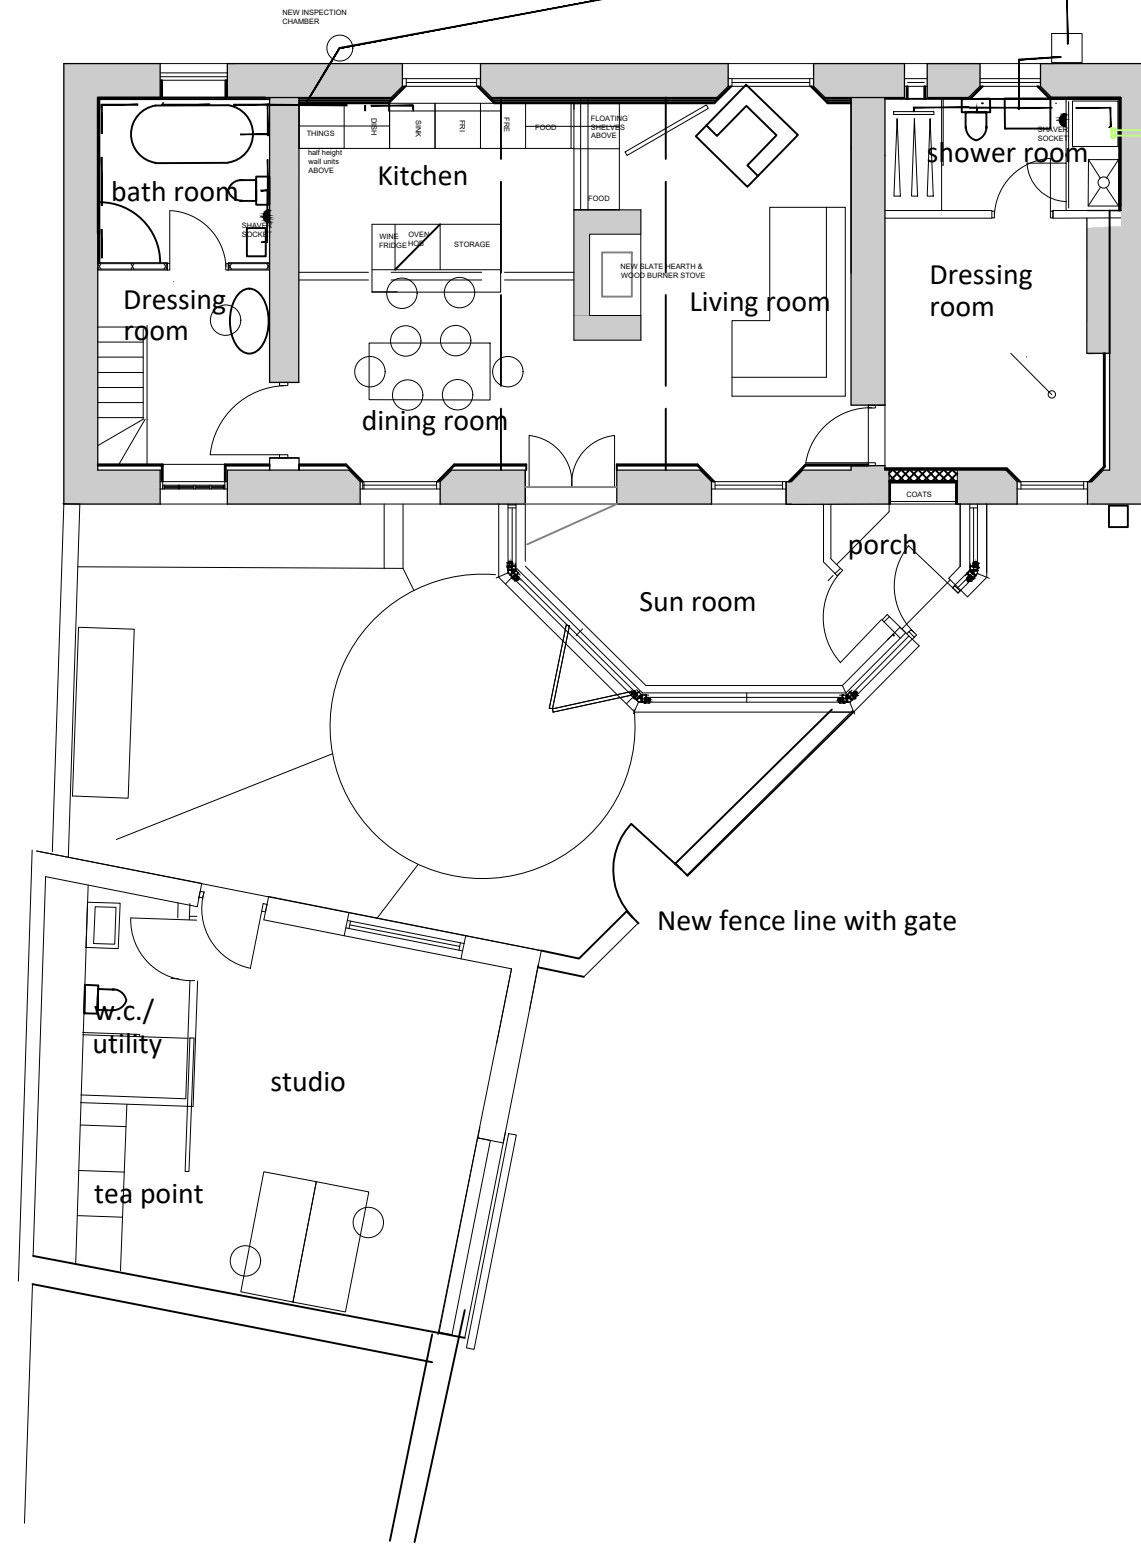 NEW INSPECTION
CHAMBER
THINGS
DISH
SINK
FRI
FRE
FOOD
FLOATING
SHELVES
ABOVE
half height
wall units
ABOVE
Kitchen
bath room
SHAVER
SOCKET
FOOD
WINE
FRIDGE
OVEN
HOB
STORAGE
NEW SLATE HEARTH &
WOOD BURNER STOVE
Living room
SHAVER
SOCKET
shower room
Dressing
room
Dressing
room
dining room
COATS
porch
Sun room
New fence line with gate
w.c./
utility
studio
tea point